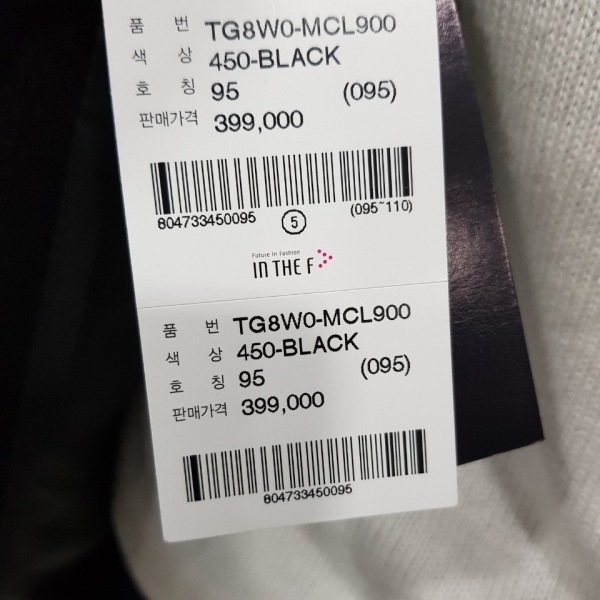 품 번 TG8W0-MCL900
색 상 450-BLACK
호 칭 95 (095)
판매가격 399,000
804733450095 ⑤ (095~110)
Future in Fashion
IN THE F
품 번 TG8W0-MCL900
색 상 450-BLACK
호 칭 95 (095)
판매가격 399,000
804733450095